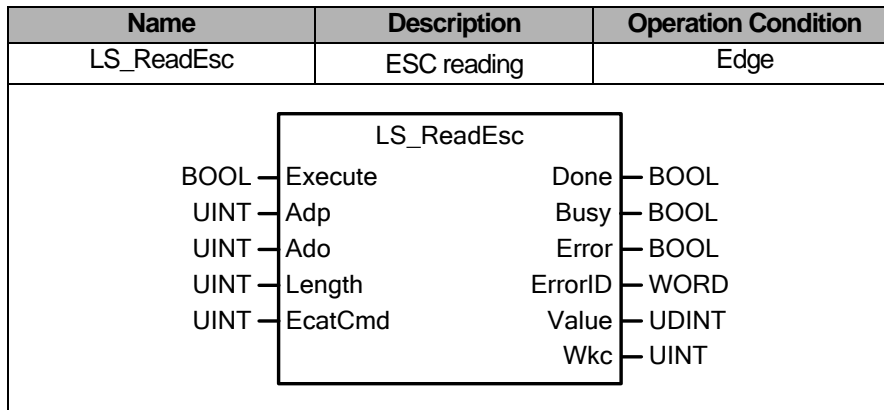 Name Description Operation Condition
LS_ReadEsc ESC reading Edge
LS_ReadEsc
BOOL Execute Done BOOL
UINT Adp Busy BOOL
UINT Ado Error BOOL
UINT Length ErrorID WORD
UINT EcatCmd Value UDINT
Wkc UINT